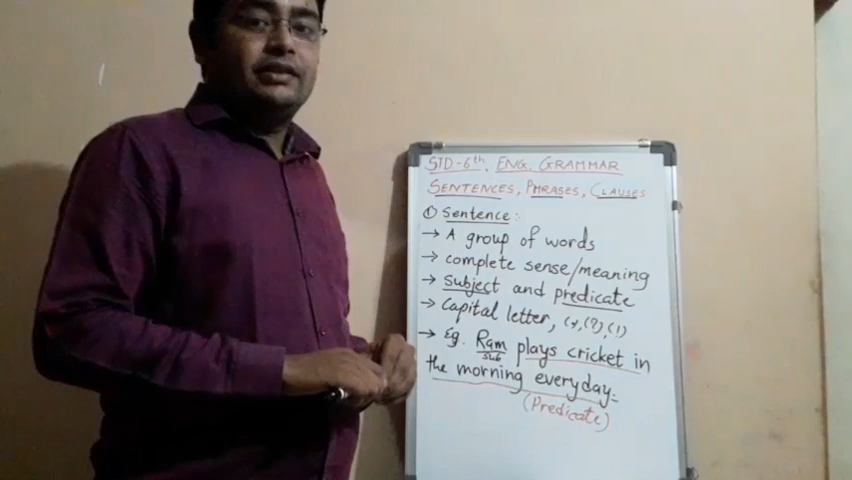 STD-6th. ENG. GRAMMAR
SENTENCES, PHRASES, CLAUSES
① Sentence:
→ A group of words
→ complete sense/meaning
→ Subject and predicate
→ Capital letter, (.), (?), (!)
→ Eg. Ram plays cricket in
Sub
the morning everyday.
(Predicate)